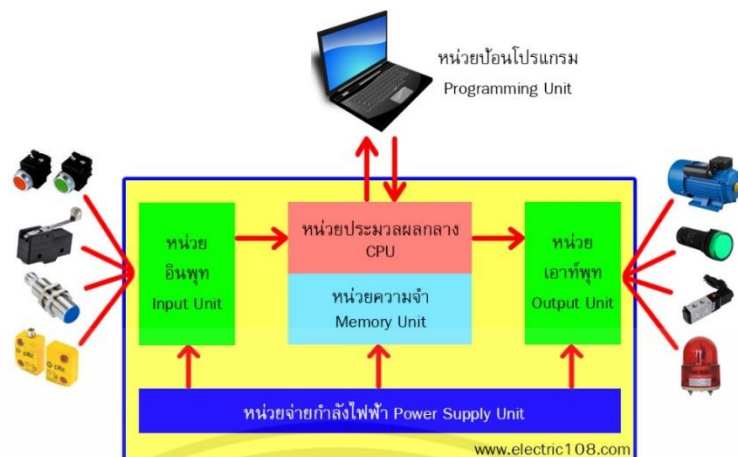 หน่วยป้อนโปรแกรม
Programming Unit
หน่วย
อินพุท
Input Unit
หน่วยประมวลผลกลาง
CPU
หน่วยความจำ
Memory Unit
หน่วย
เอาท์พุท
Output Unit
หน่วยจ่ายกำลังไฟฟ้า Power Supply Unit
www.electric108.com